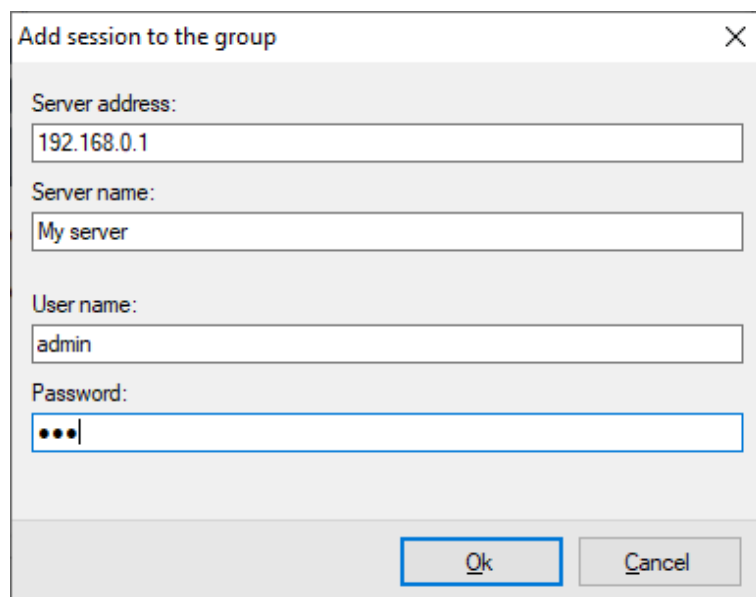 Add session to the group
Server address:
192.168.0.1
Server name:
My server
User name:
admin
Password:
●●●
Ok
Cancel